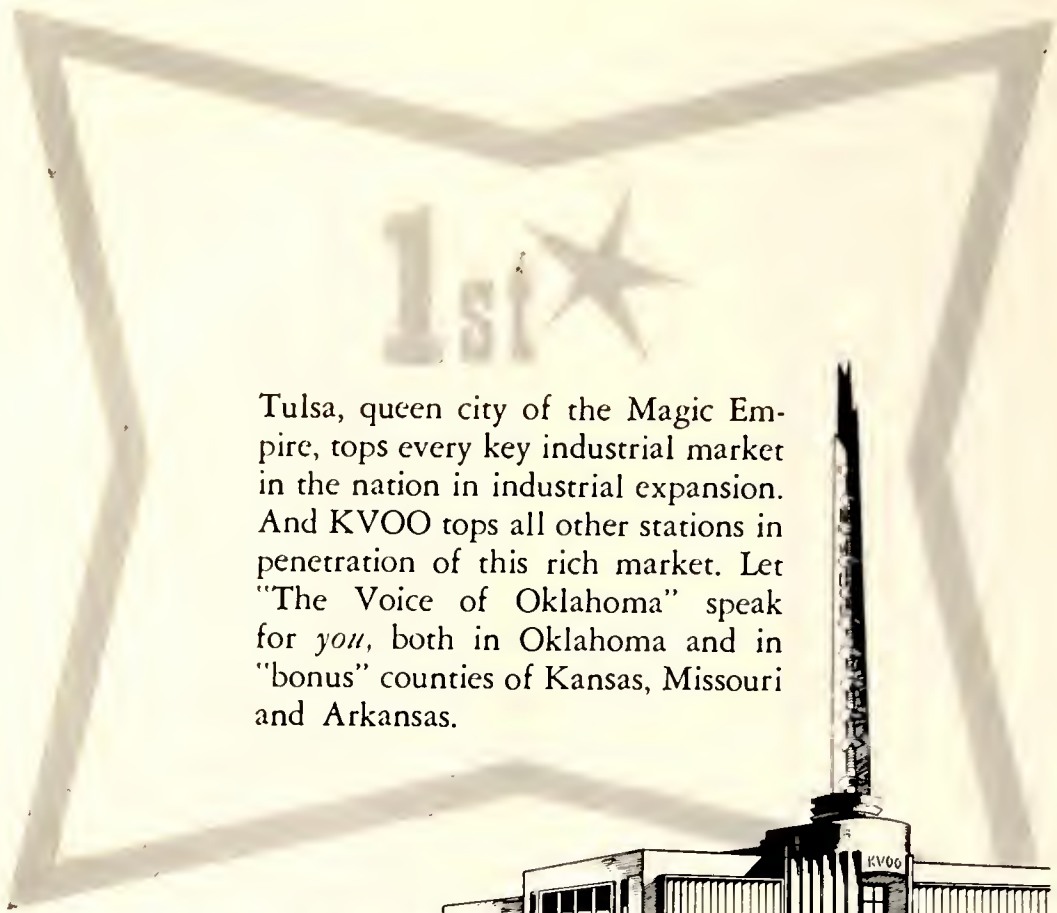 1st
Tulsa, queen city of the Magic Em-
pire, tops every key industrial market
in the nation in industrial expansion.
And KVOO tops all other stations in
penetration of this rich market. Let
"The Voice of Oklahoma" speak
for you, both in Oklahoma and in
"bonus" counties of Kansas, Missouri
and Arkansas.
KVOO